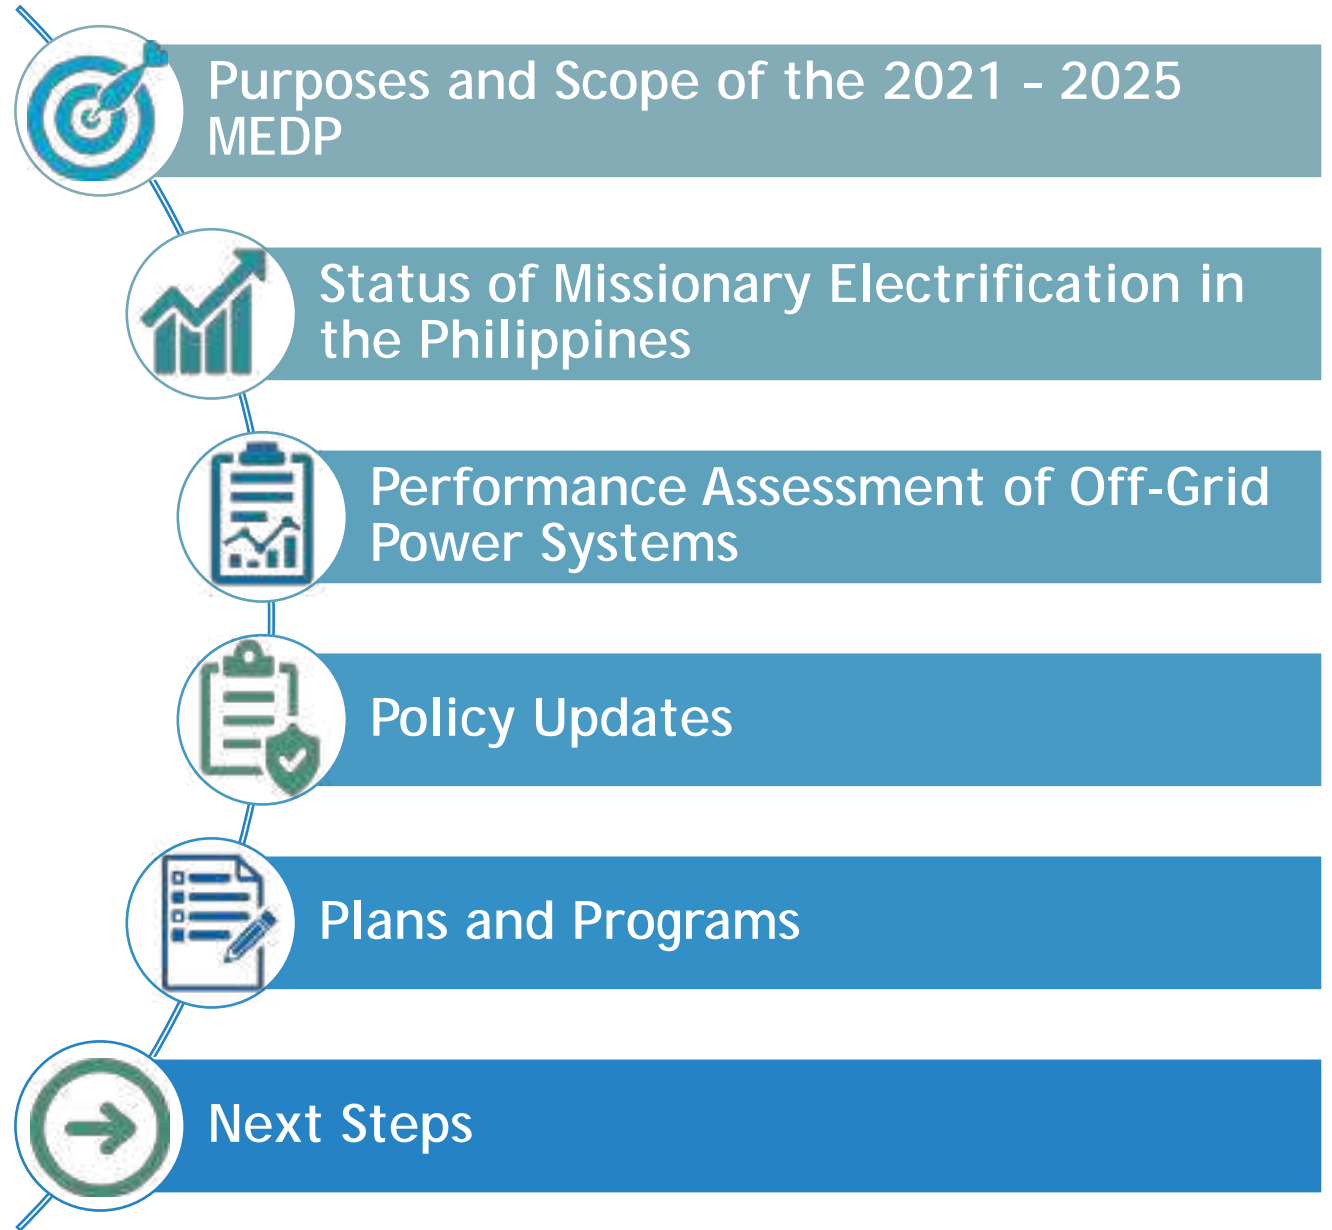 Purposes and Scope of the 2021 - 2025
MEDP
Status of Missionary Electrification in
the Philippines
Performance Assessment of Off-Grid
Power Systems
Policy Updates
Plans and Programs
Next Steps